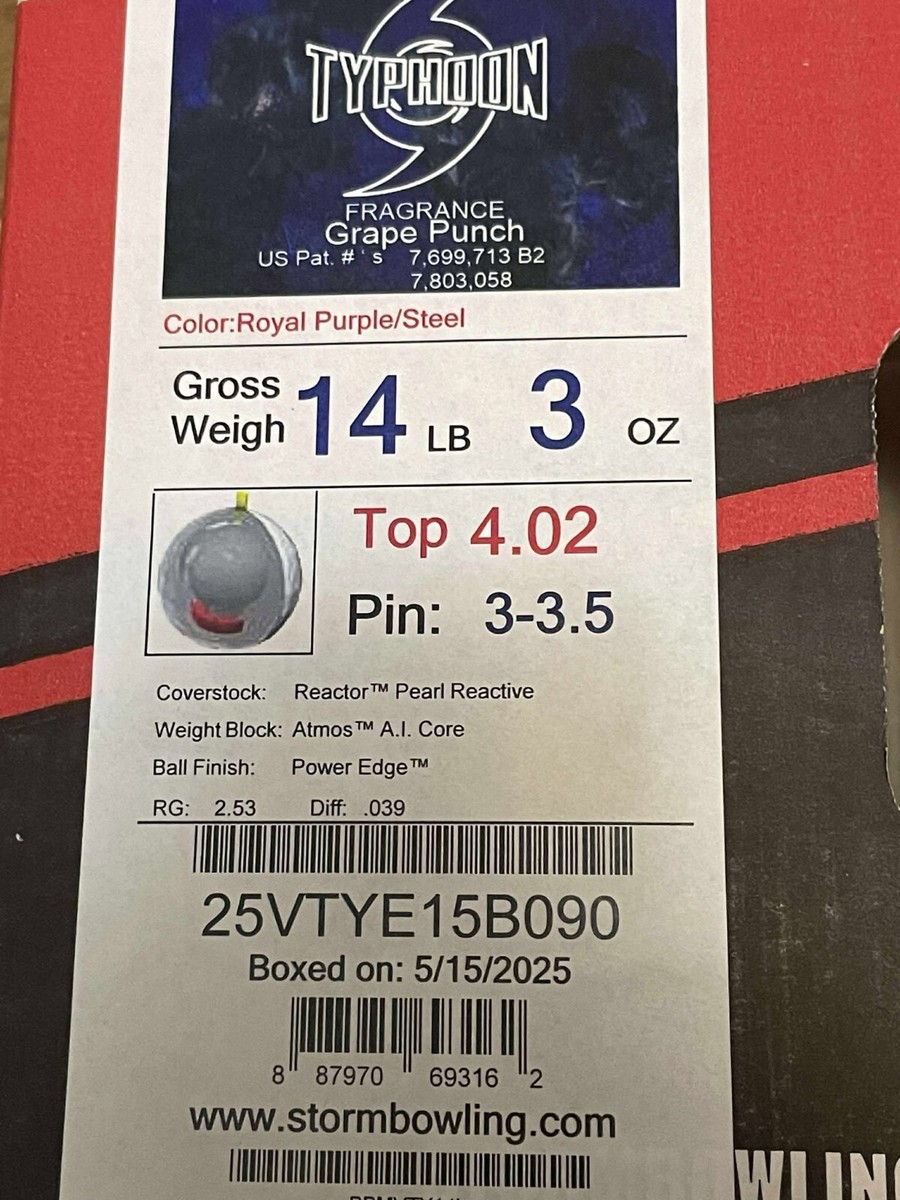 TYPHOON
FRAGRANCE
Grape Punch
US Pat. # ' s 7,699,713 B2
7,803,058
Color:Royal Purple/Steel
Gross
Weigh 14 LB 3 OZ
Top 4.02
Pin: 3-3.5
Coverstock: Reactor™ Pearl Reactive
Weight Block: Atmos™ A.I. Core
Ball Finish: Power Edge™
RG: 2.53 Diff: .039
25VTYE15B090
Boxed on: 5/15/2025
8 87970 69316 2
www.stormbowling.com